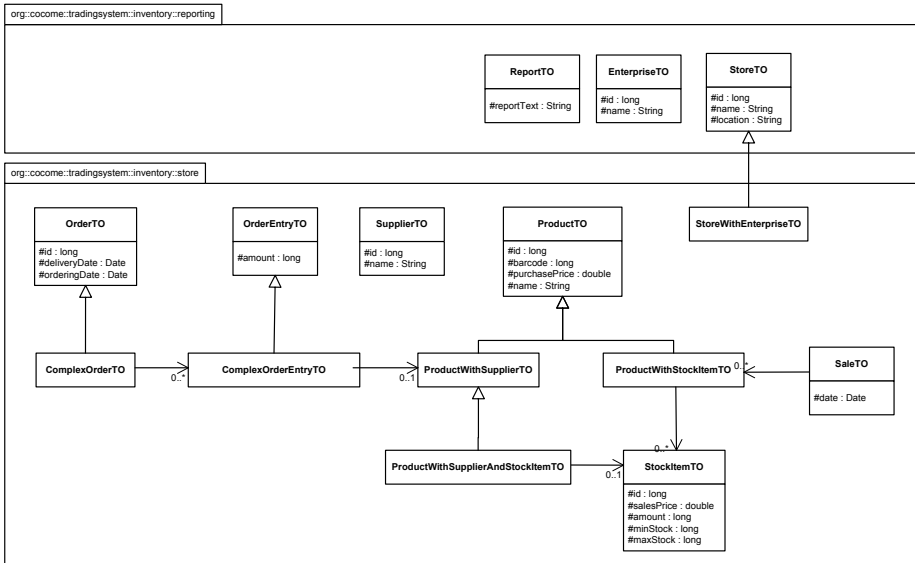 org::cocome::tradingsystem::inventory::reporting
ReportTO
#reportText : String
EnterpriseTO
#id : long
#name : String
StoreTO
#id : long
#name : String
#location : String
org::cocome::tradingsystem::inventory::store
OrderTO
#id : long
#deliveryDate : Date
#orderingDate : Date
OrderEntryTO
#amount : long
SupplierTO
#id : long
#name : String
ProductTO
#id : long
#barcode : long
#purchasePrice : double
#name : String
StoreWithEnterpriseTO
ComplexOrderTO
0..*
ComplexOrderEntryTO
0..1
ProductWithSupplierTO
ProductWithStockItemTO
0..*
SaleTO
#date : Date
ProductWithSupplierAndStockItemTO
0..1
0..*
StockItemTO
#id : long
#salesPrice : double
#amount : long
#minStock : long
#maxStock : long